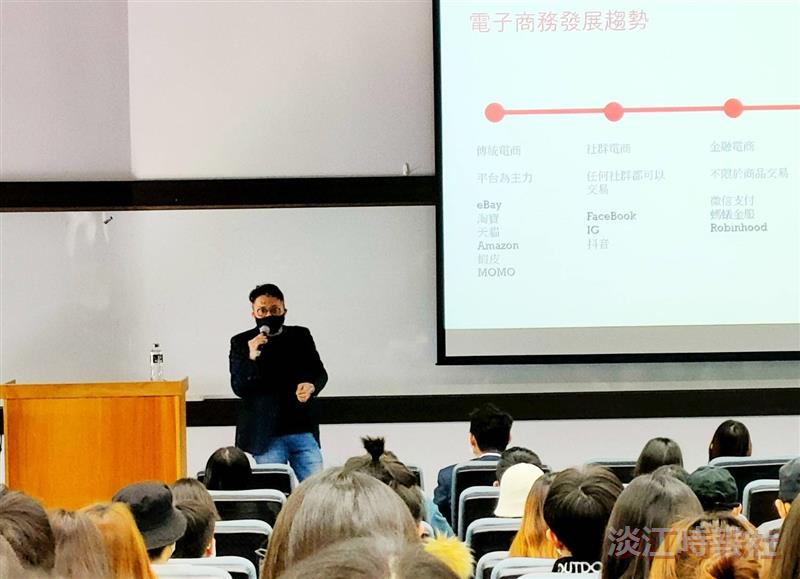 電子商務發展趨勢
傳統電商
平台為主力
eBay
淘寶
天貓
Amazon
蝦皮
MOMO
社群電商
任何社群都可以
交易
FaceBook
IG
抖音
金融電商
不限於商品交易
微信支付
螞蟻金服
Robinhood
OUTDO
淡江時報社